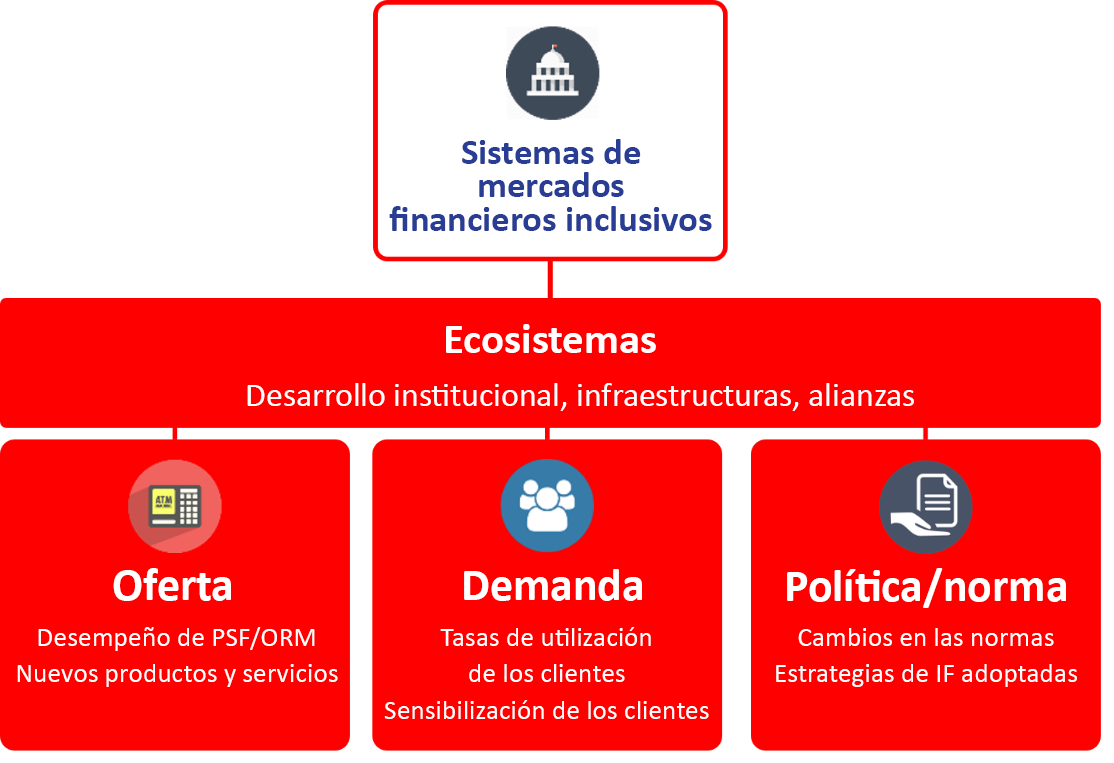 Sistemas de
mercados
financieros inclusivos
Ecosistemas
Desarrollo institucional, infraestructuras, alianzas
ATM
Oferta
Desempeño de PSF/ORM
Nuevos productos y servicios
Demanda
Tasas de utilización
de los clientes
Sensibilización de los clientes
Política/norma
Cambios en las normas
Estrategias de IF adoptadas